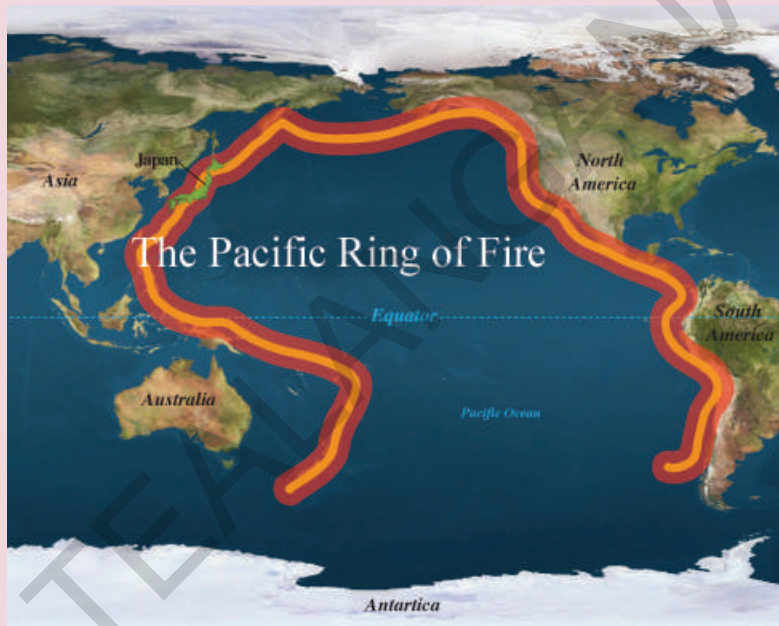 Japan
Asia
North
America
The Pacific Ring of Fire
Equator
South
America
Australia
Pacific Ocean
Antartica